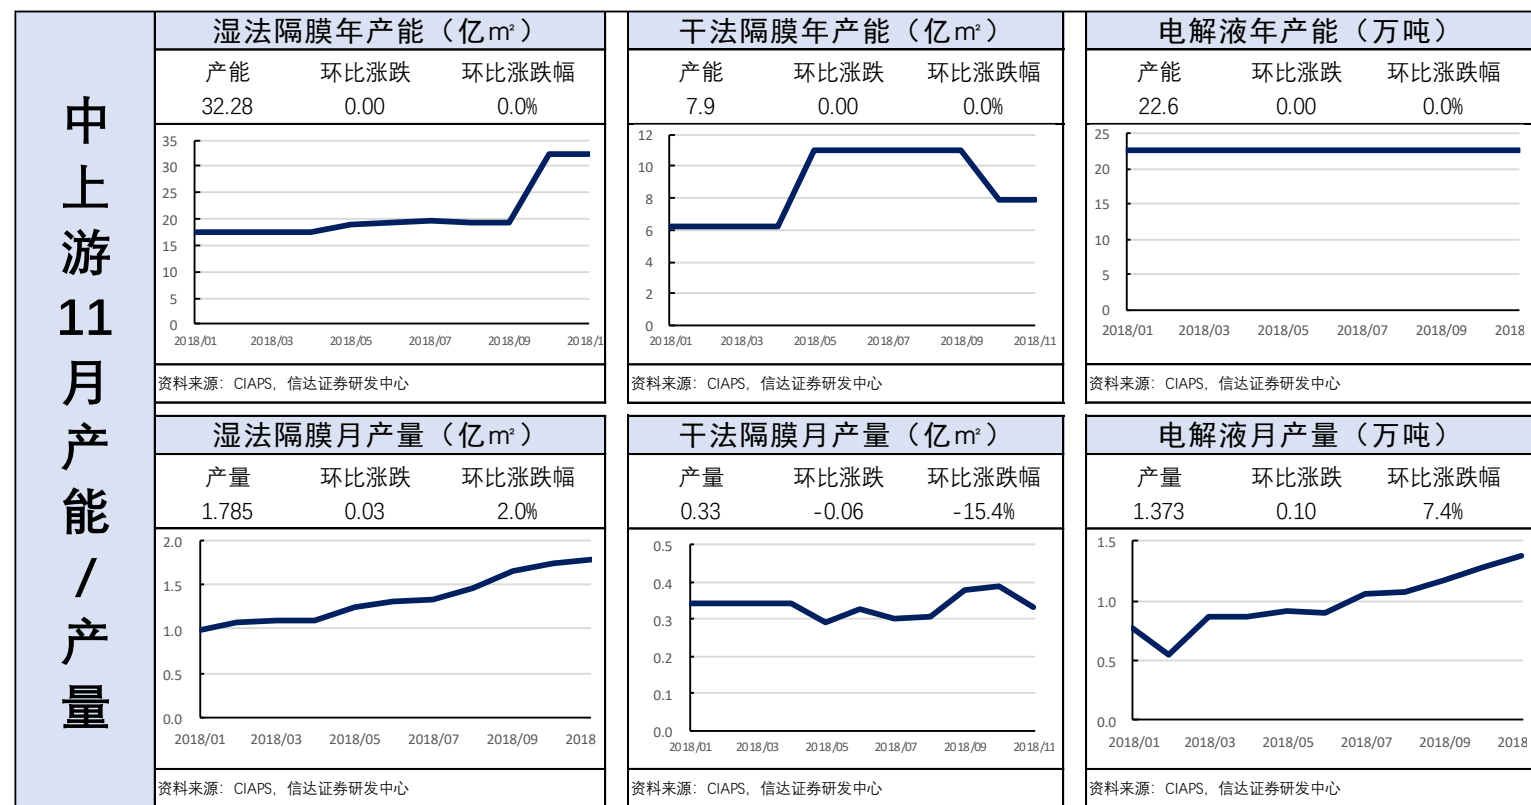 中
上
游
11
月
产
能
/
产
量
湿法隔膜年产能（亿㎡）
产能 环比涨跌 环比涨跌幅
32.28 0.00 0.0%
35
30
25
20
15
10
5
0
2018/01 2018/03 2018/05 2018/07 2018/09 2018/1
资料来源：CIAPS，信达证券研发中心
干法隔膜年产能（亿㎡）
产能 环比涨跌 环比涨跌幅
7.9 0.00 0.0%
12
10
8
6
4
2
0
2018/01 2018/03 2018/05 2018/07 2018/09 2018/11
资料来源：CIAPS，信达证券研发中心
电解液年产能（万吨）
产能 环比涨跌 环比涨跌幅
22.6 0.00 0.0%
25
20
15
10
5
0
2018/01 2018/03 2018/05 2018/07 2018/09 2018
资料来源：CIAPS，信达证券研发中心
湿法隔膜月产量（亿㎡）
产量 环比涨跌 环比涨跌幅
1.785 0.03 2.0%
2.0
1.5
1.0
0.5
0.0
2018/01 2018/03 2018/05 2018/07 2018/09 2018
资料来源：CIAPS，信达证券研发中心
干法隔膜月产量（亿㎡）
产量 环比涨跌 环比涨跌幅
0.33 -0.06 -15.4%
0.5
0.4
0.3
0.2
0.1
0.0
2018/01 2018/03 2018/05 2018/07 2018/09 2018/11
资料来源：CIAPS，信达证券研发中心
电解液月产量（万吨）
产量 环比涨跌 环比涨跌幅
1.373 0.10 7.4%
1.5
1.0
0.5
0.0
2018/01 2018/03 2018/05 2018/07 2018/09 2018
资料来源：CIAPS，信达证券研发中心